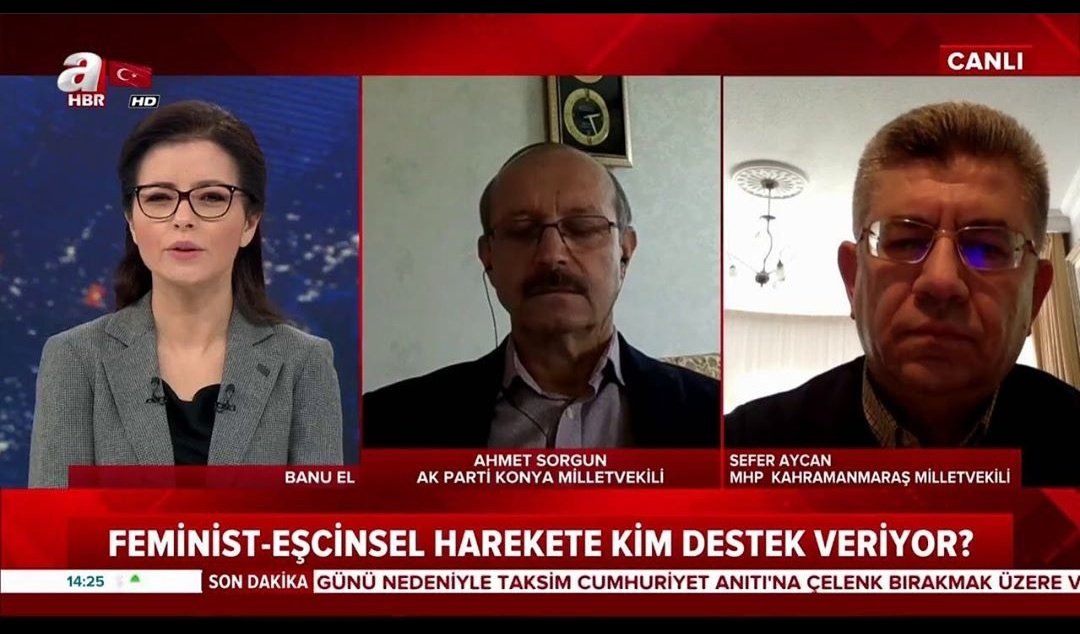 CANLI
a
HBR
HD
BANU EL
AHMET SORGUN
AK PARTİ KONYA MİLLETVEKİLİ
SEFER AYCAN
MHP KAHRAMANMARAŞ MİLLETVEKİLİ
FEMİNİST-EŞCİNSEL HAREKETE KİM DESTEK VERİYOR?
14:25
SON DAKİKA
GÜNÜ NEDENİYLE TAKSİM CUMHURİYET ANITI'NA ÇELENK BIRAKMAK ÜZERE V